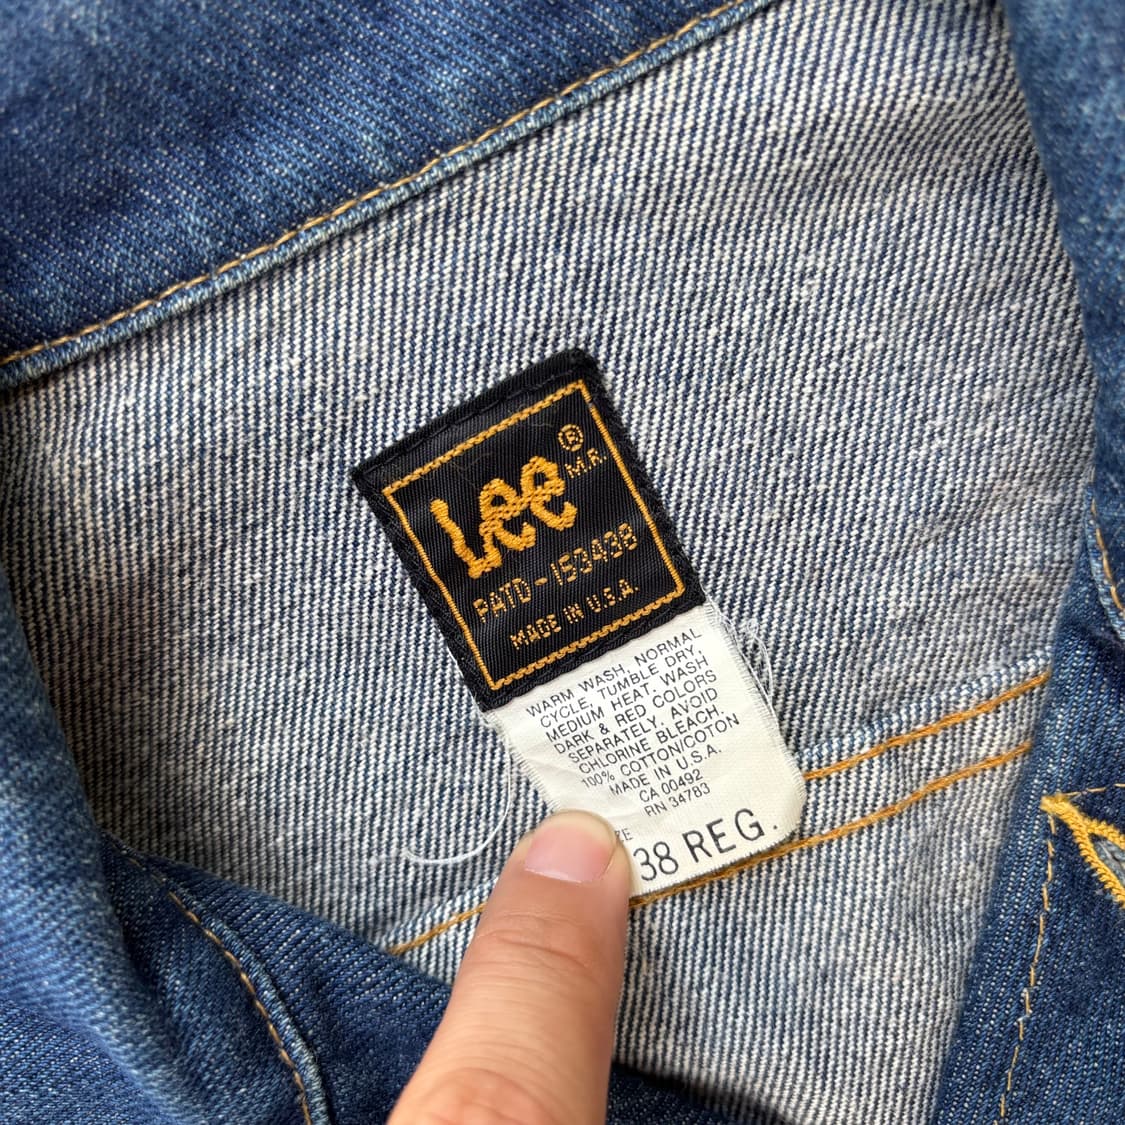 Lee ® M.R.
PATD-153438
MADE IN U.S.A.
WARM WASH, NORMAL
CYCLE, TUMBLE DRY,
MEDIUM HEAT. WASH
DARK & RED COLORS
SEPARATELY. AVOID
CHLORINE BLEACH.
100% COTTON/COTON
MADE IN U.S.A.
CA 00492
RN 34783
38 REG.